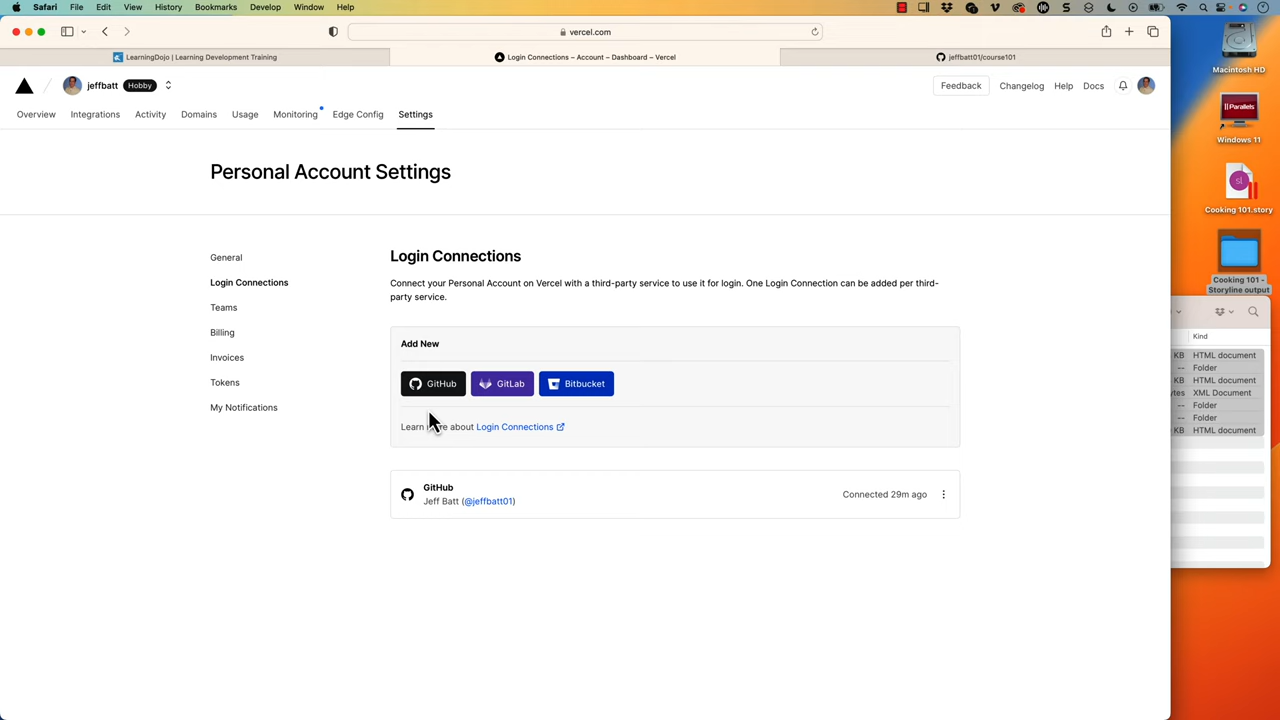 Safari File Edit View History Bookmarks Develop Window Help
vercel.com
LearningDojo | Learning Development Training
Login Connections – Account – Dashboard – Vercel
jeffbatt01/course101
jeffbatt Hobby
Feedback Changelog Help Docs
Overview Integrations Activity Domains Usage Monitoring Edge Config Settings
Personal Account Settings
General
Login Connections
Teams
Billing
Invoices
Tokens
My Notifications
Login Connections
Connect your Personal Account on Vercel with a third-party service to use it for login. One Login Connection can be added per third-
party service.
Add New
GitHub GitLab Bitbucket
Learn about Login Connections
GitHub
Jeff Batt (@jeffbatt01)
Connected 29m ago
Macintosh HD
Parallels
Windows 11
sl
Cooking 101.story
Cooking 101 -
Storyline output
Kind
KB HTML document
-- Folder
KB HTML document
XML Document
-- Folder
-- Folder
KB HTML document